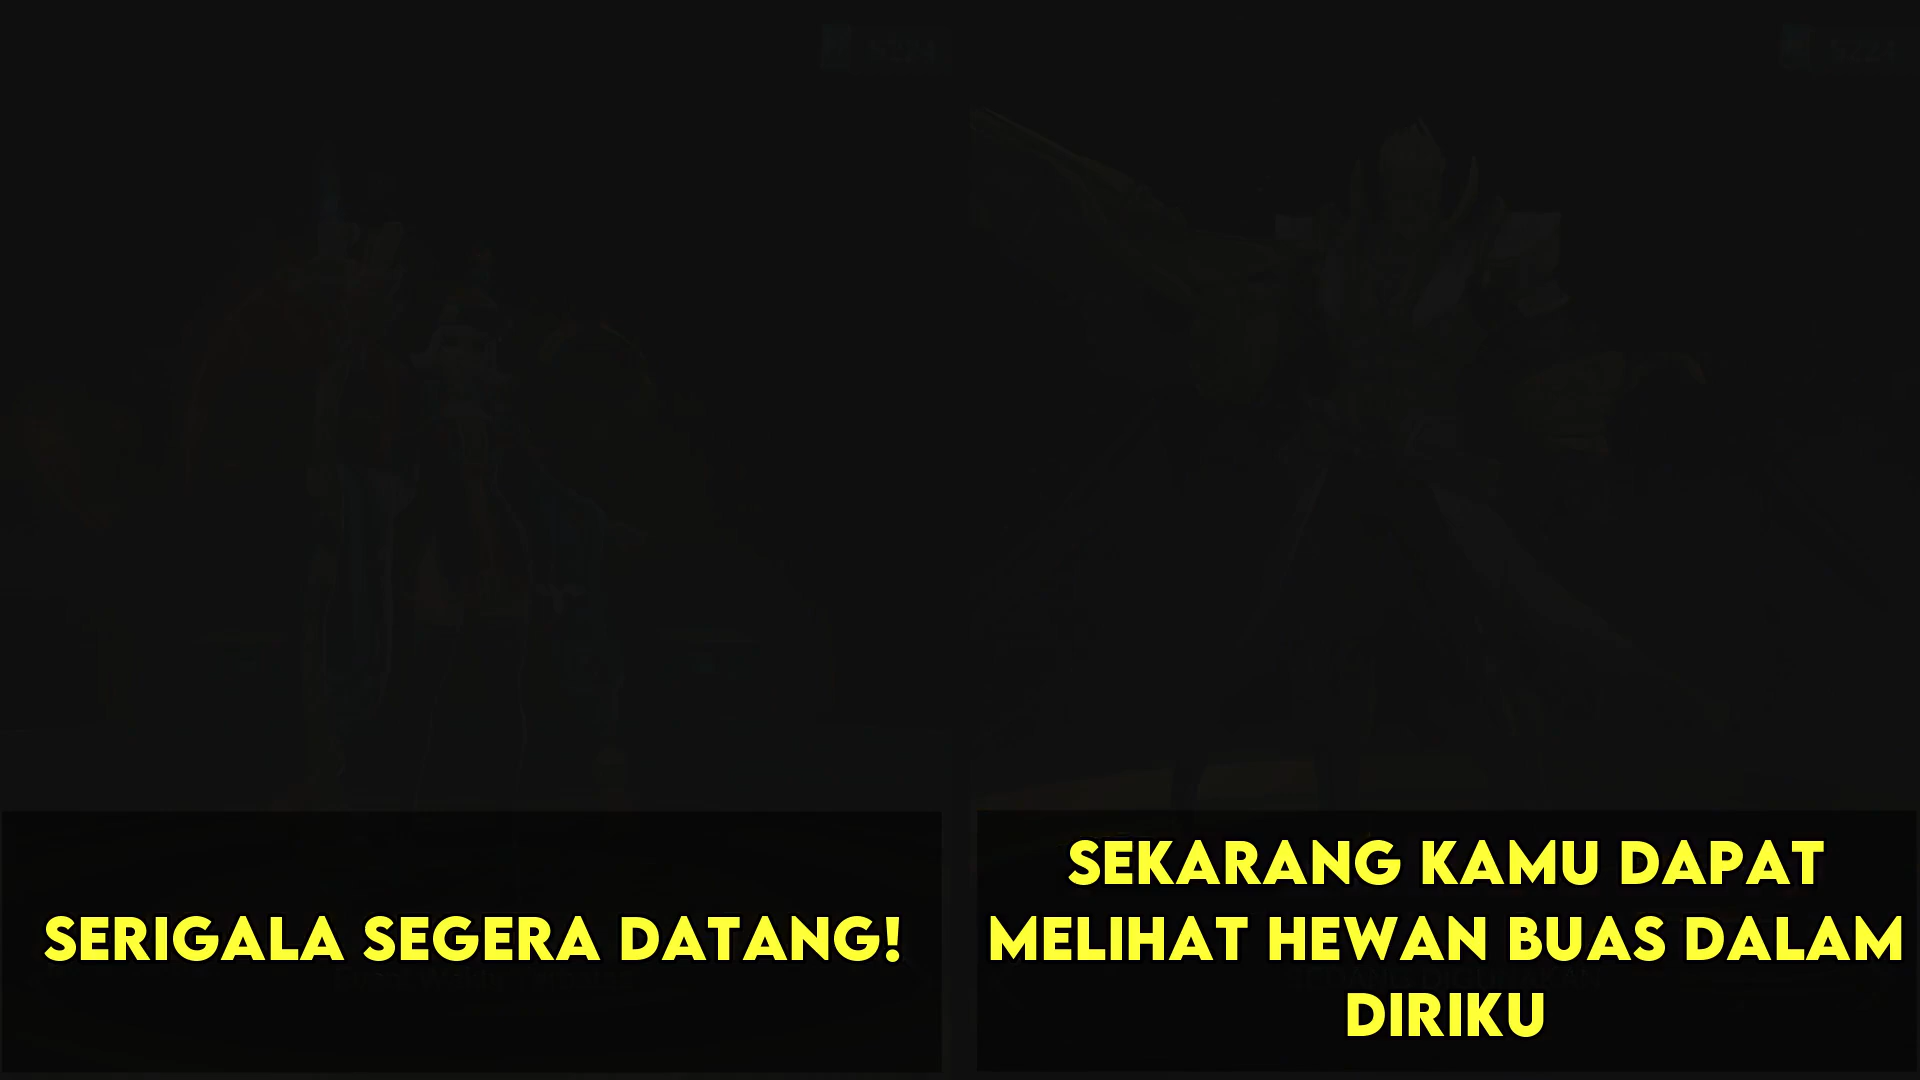 SERIGALA SEGERA DATANG!
SEKARANG KAMU DAPAT
MELIHAT HEWAN BUAS DALAM
DIRIKU